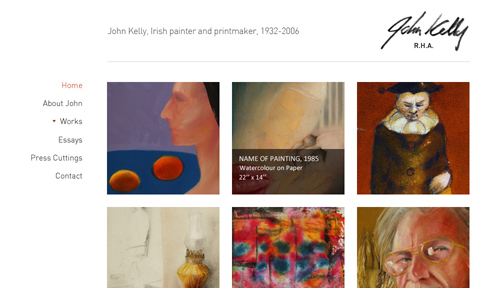 John Kelly, Irish painter and printmaker, 1932-2006
John Kelly
R.H.A.
Home
About John
Works
Essays
Press Cuttings
Contact
NAME OF PAINTING, 1985
Watercolour on Paper
22" x 14"